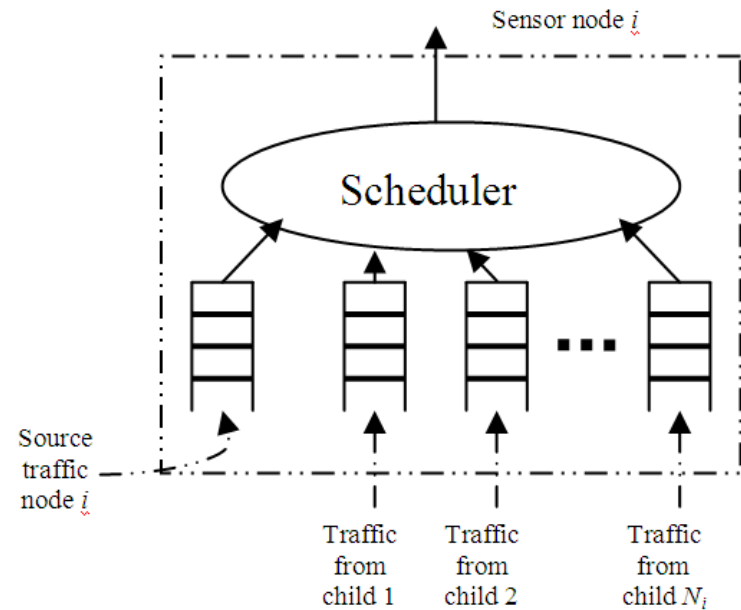 Sensor node i
Scheduler
Source
traffic
node i
Traffic
from
child 1
Traffic
from
child 2
Traffic
from
child Nᵢ